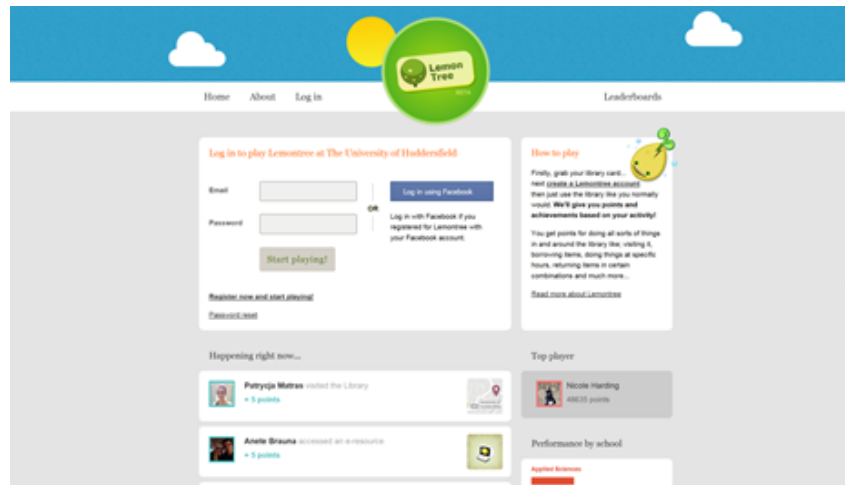 Lemon
Tree
BETA
Home About Log in Leaderboards
Log in to play Lemontree at The University of Huddersfield
Email
Password
Start playing!
OR
Log in using Facebook
Log in with Facebook if you
registered for Lemontree with
your Facebook account.
Register now and start playing!
Password reset
How to play
Firstly, grab your library card...
next create a Lemontree account
then just use the library like you normally
would. We'll give you points and
achievements based on your activity!
You get points for doing all sorts of things
in and around the library like, visiting it,
borrowing items, doing things at specific
hours, returning items in certain
combinations and much more...
Read more about Lemontree
Happening right now...
Patrycja Matras visited the Library
+ 5 points
Anete Brauna accessed an e-resource
+ 5 points
Top player
Nicole Harding
48635 points
Performance by school
Applied Sciences